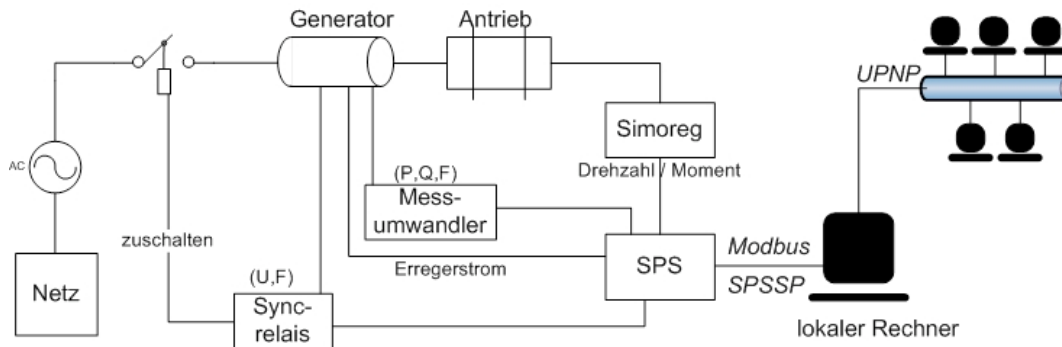 Generator
Antrieb
UPNP
AC
Simoreg
Drehzahl / Moment
(P,Q,F)
Mess-
umwandler
zuschalten
Netz
(U,F)
Sync-
relais
Erregerstrom
SPS
Modbus
SPSSP
lokaler Rechner